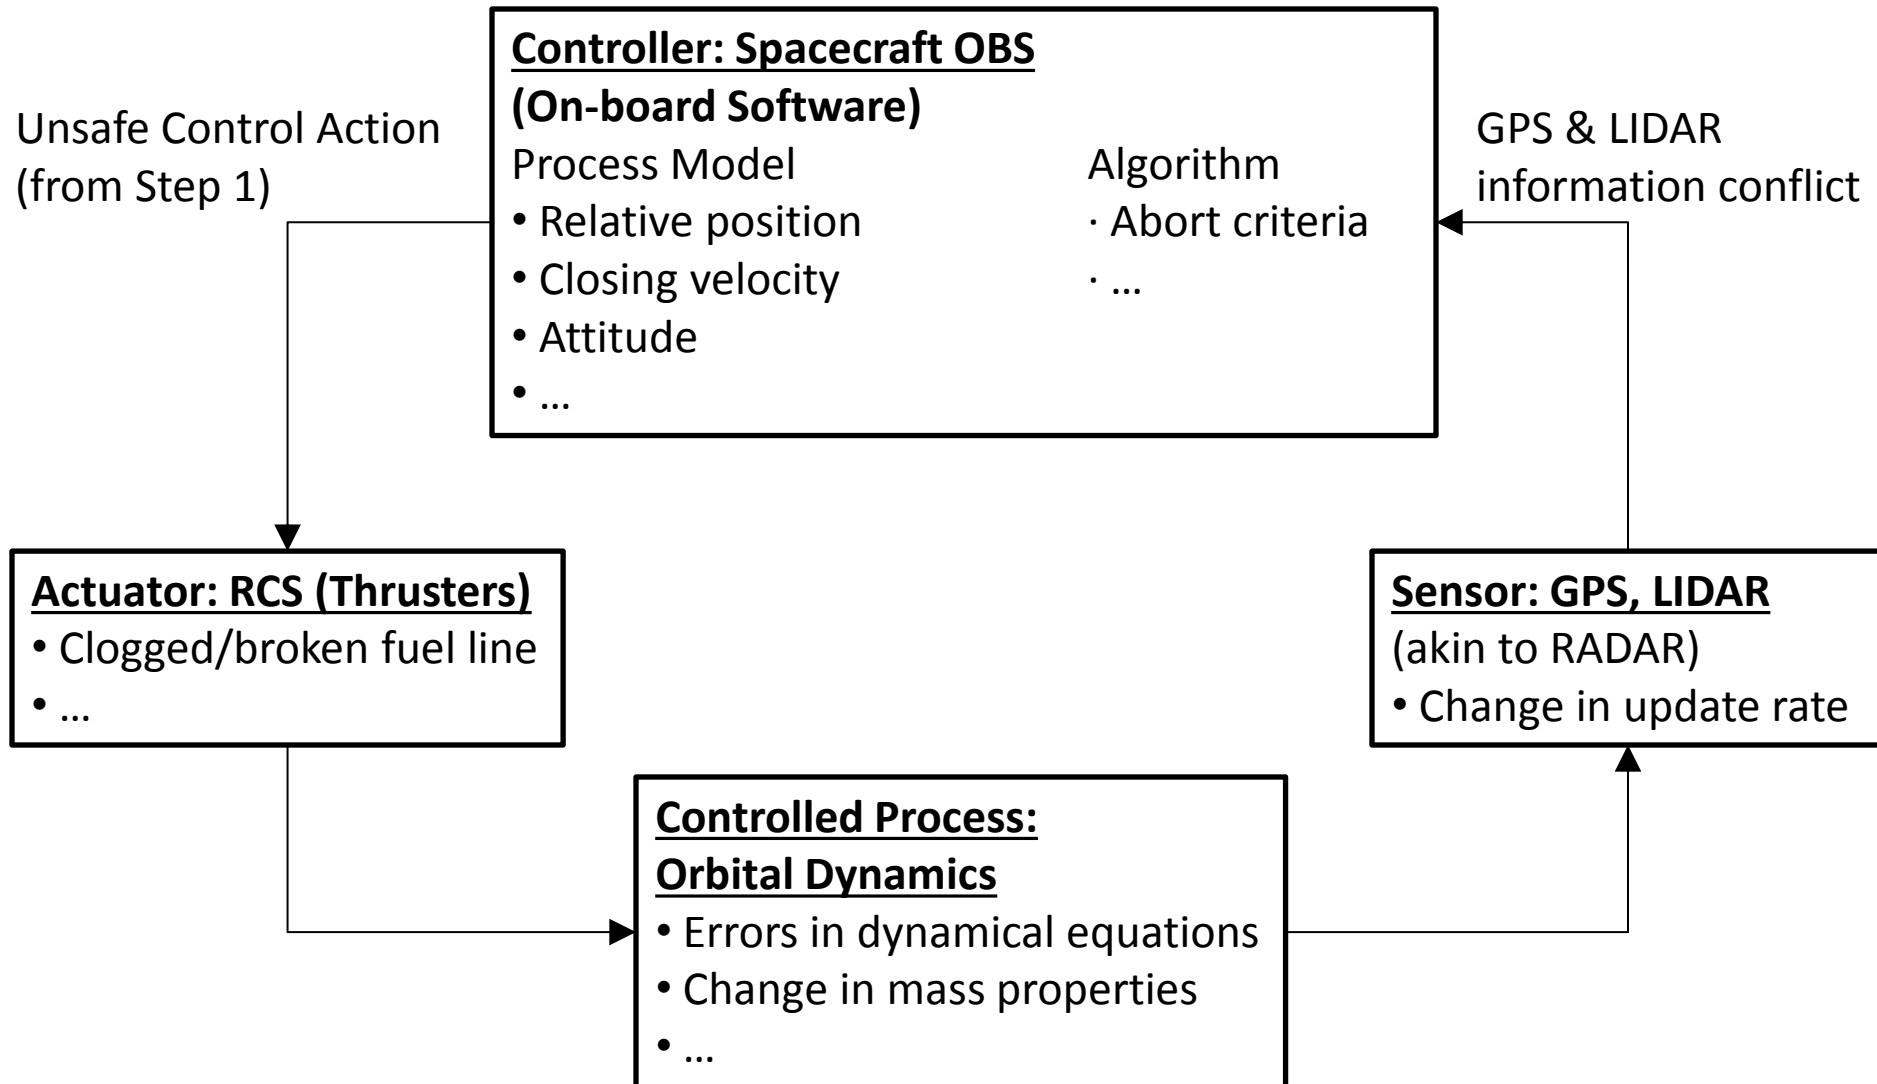 Controller: Spacecraft OBS
(On-board Software)
Process Model
• Relative position
• Closing velocity
• Attitude
• ...
Algorithm
· Abort criteria
· ...
Unsafe Control Action
(from Step 1)
GPS & LIDAR
information conflict
Actuator: RCS (Thrusters)
• Clogged/broken fuel line
• ...
Sensor: GPS, LIDAR
(akin to RADAR)
• Change in update rate
Controlled Process:
Orbital Dynamics
• Errors in dynamical equations
• Change in mass properties
• ...